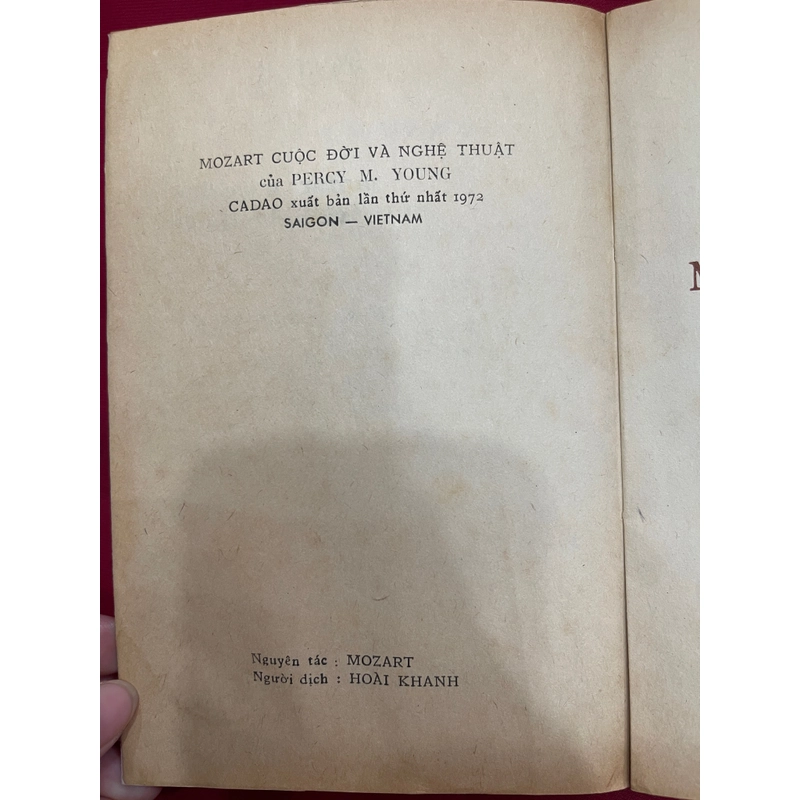 MOZART CUỘC ĐỜI VÀ NGHỆ THUẬT
của PERCY M. YOUNG
CADAO xuất bản lần thứ nhất 1972
SAIGON — VIETNAM
Nguyên tác : MOZART
Người dịch : HOÀI KHANH